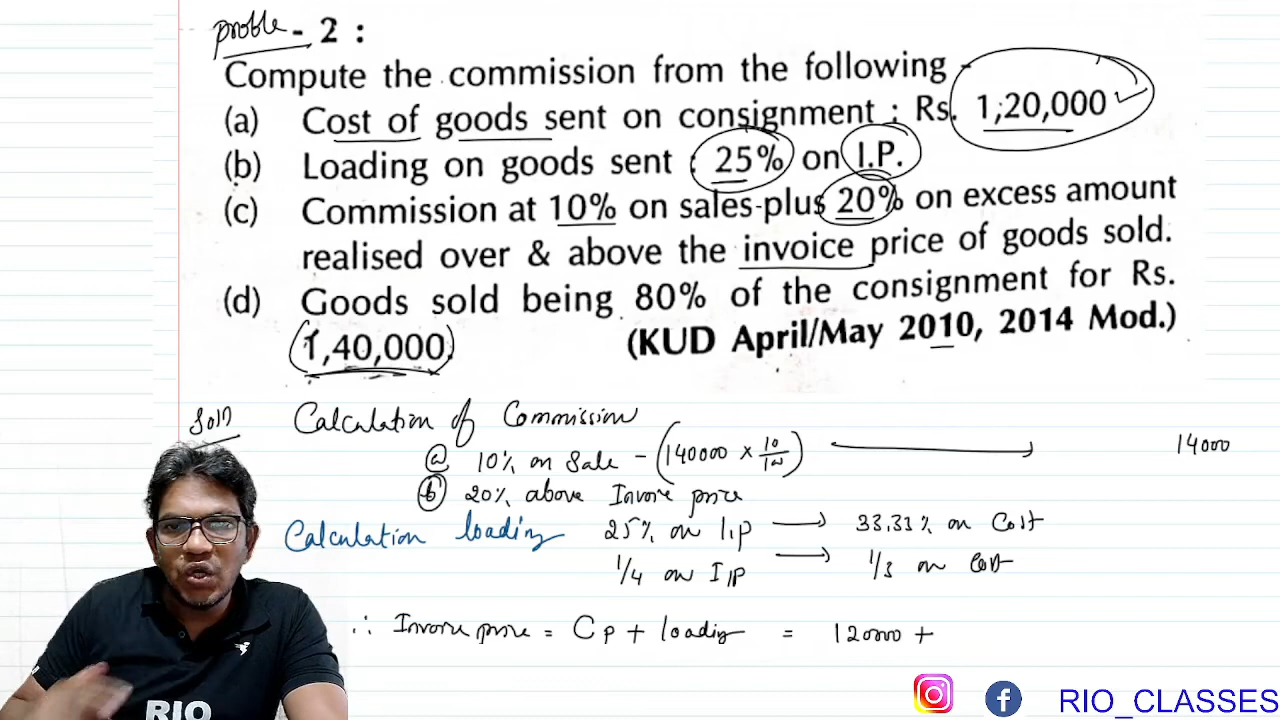 proble - 2 :
Compute the commission from the following -
(a) Cost of goods sent on consignment : Rs. 1,20,000
(b) Loading on goods sent : 25% on I.P.
(c) Commission at 10% on sales plus 20% on excess amount
realised over & above the invoice price of goods sold.
(d) Goods sold being 80% of the consignment for Rs.
1,40,000. (KUD April/May 2010, 2014 Mod.)
Soln Calculation of Commission
(a) 10% on Sale - (140000 × 10/100) 14000
(b) 20% above Invoice price
Calculation loading 25% on I.P → 33.33% on Cost
1/4 on I/P → 1/3 on Cost
∴ Invoice price = Cp + loading = 120000 +
RIO
RIO_CLASSES